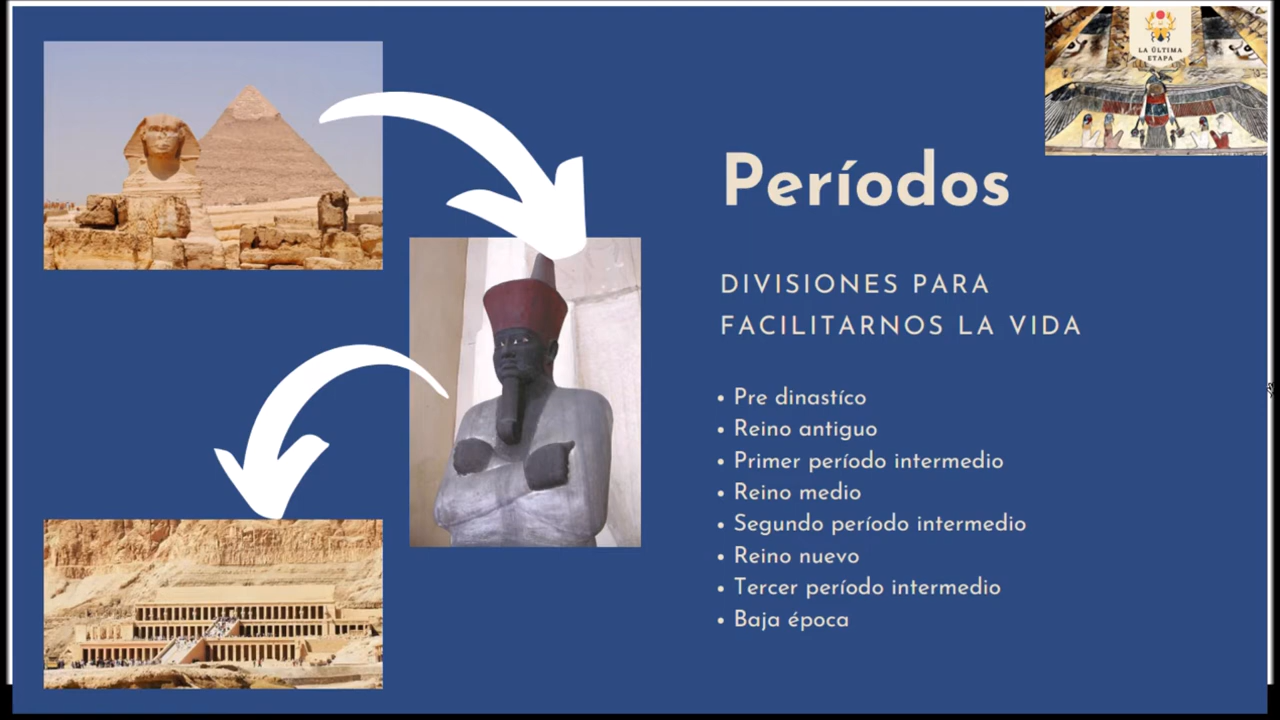 LA ÚLTIMA
ETAPA
Períodos
DIVISIONES PARA
FACILITARNOS LA VIDA
• Pre dinastíco
• Reino antiguo
• Primer período intermedio
• Reino medio
• Segundo período intermedio
• Reino nuevo
• Tercer período intermedio
• Baja época